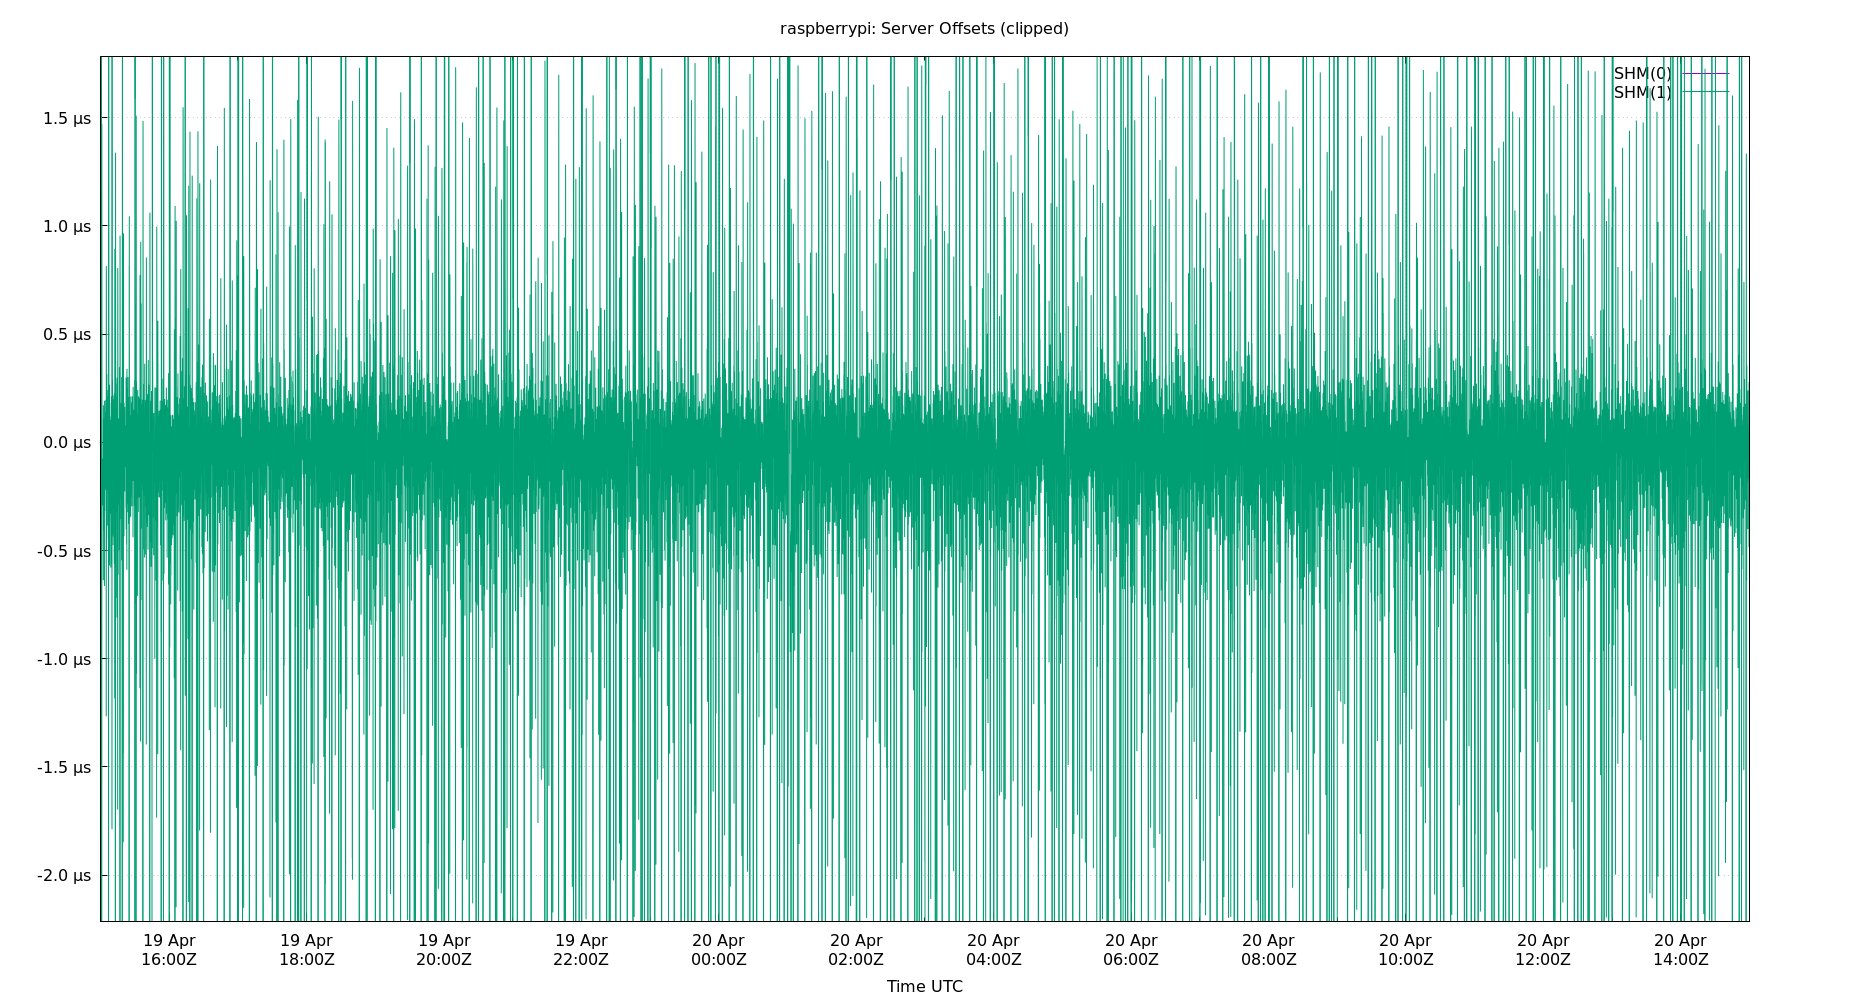 raspberrypi: Server Offsets (clipped)
SHM(0)
SHM(1)
1.5 µs
1.0 µs
0.5 µs
0.0 µs
-0.5 µs
-1.0 µs
-1.5 µs
-2.0 µs
19 Apr 19 Apr 19 Apr 19 Apr 20 Apr 20 Apr 20 Apr 20 Apr 20 Apr 20 Apr 20 Apr 20 Apr
16:00Z 18:00Z 20:00Z 22:00Z 00:00Z 02:00Z 04:00Z 06:00Z 08:00Z 10:00Z 12:00Z 14:00Z
Time UTC